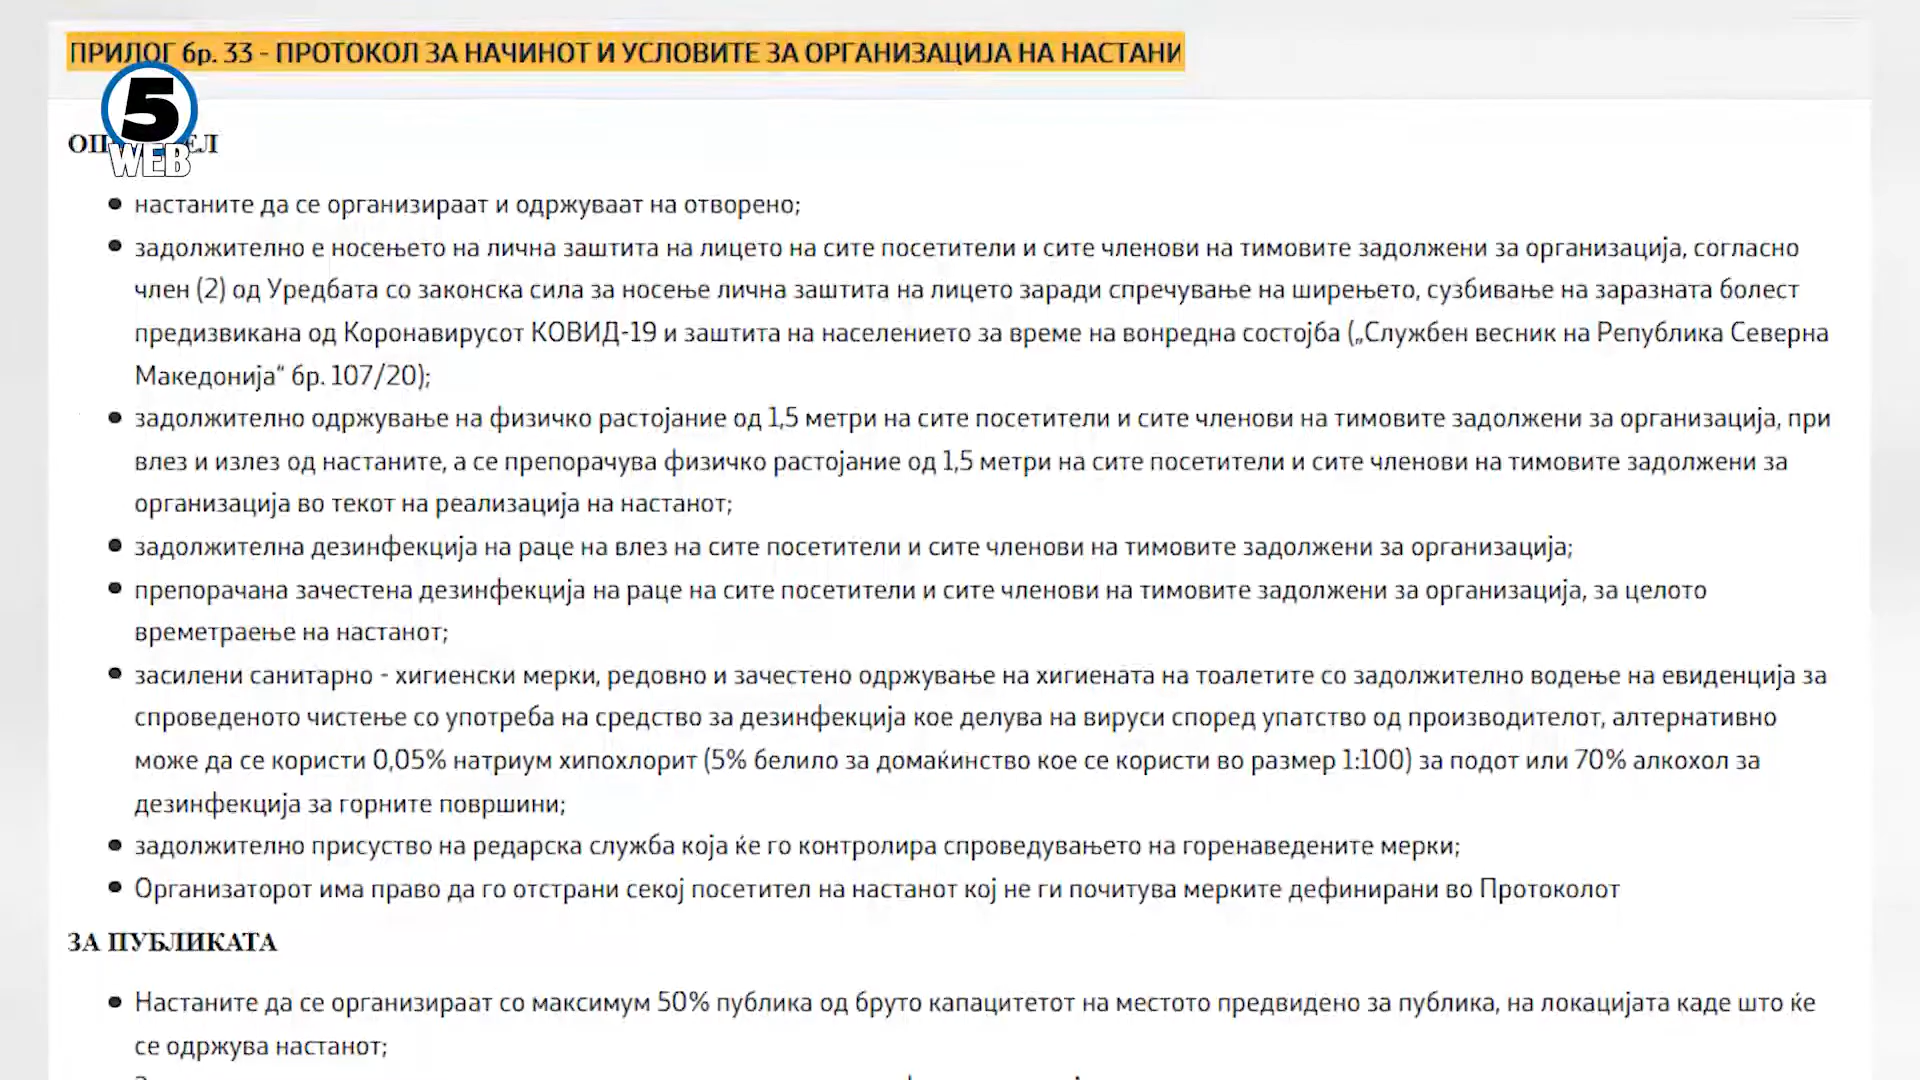 ПРИЛОГ бр. 33 - ПРОТОКОЛ ЗА НАЧИНОТ И УСЛОВИТЕ ЗА ОРГАНИЗАЦИЈА НА НАСТАНИ
5
WEB
настаните да се организираат и одржуваат на отворено;
задолжително е носењето на лична заштита на лицето на сите посетители и сите членови на тимовите задолжени за организација, согласно
член (2) од Уредбата со законска сила за носење лична заштита на лицето заради спречување на ширењето, сузбивање на заразната болест
предизвикана од Коронавирусот КОВИД-19 и заштита на населението за време на вонредна состојба („Службен весник на Република Северна
Македонија“ бр. 107/20);
задолжително одржување на физичко растојание од 1,5 метри на сите посетители и сите членови на тимовите задолжени за организација, при
влез и излез од настаните, а се препорачува физичко растојание од 1,5 метри на сите посетители и сите членови на тимовите задолжени за
организација во текот на реализација на настанот;
задолжителна дезинфекција на раце на влез на сите посетители и сите членови на тимовите задолжени за организација;
препорачана зачестена дезинфекција на раце на сите посетители и сите членови на тимовите задолжени за организација, за целото
времетраење на настанот;
засилени санитарно - хигиенски мерки, редовно и зачестено одржување на хигиената на тоалетите со задолжително водење на евиденција за
спроведеното чистење со употреба на средство за дезинфекција кое делува на вируси според упатство од производителот, алтернативно
може да се користи 0,05% натриум хипохлорит (5% белило за домаќинство кое се користи во размер 1:100) за подот или 70% алкохол за
дезинфекција за горните површини;
задолжително присуство на редарска служба која ќе го контролира спроведувањето на горенаведените мерки;
Организаторот има право да го отстрани секој посетител на настанот кој не ги почитува мерките дефинирани во Протоколот
ЗА ПУБЛИКАТА
Настаните да се организираат со максимум 50% публика од бруто капацитетот на местото предвидено за публика, на локацијата каде што ќе
се одржува настанот;